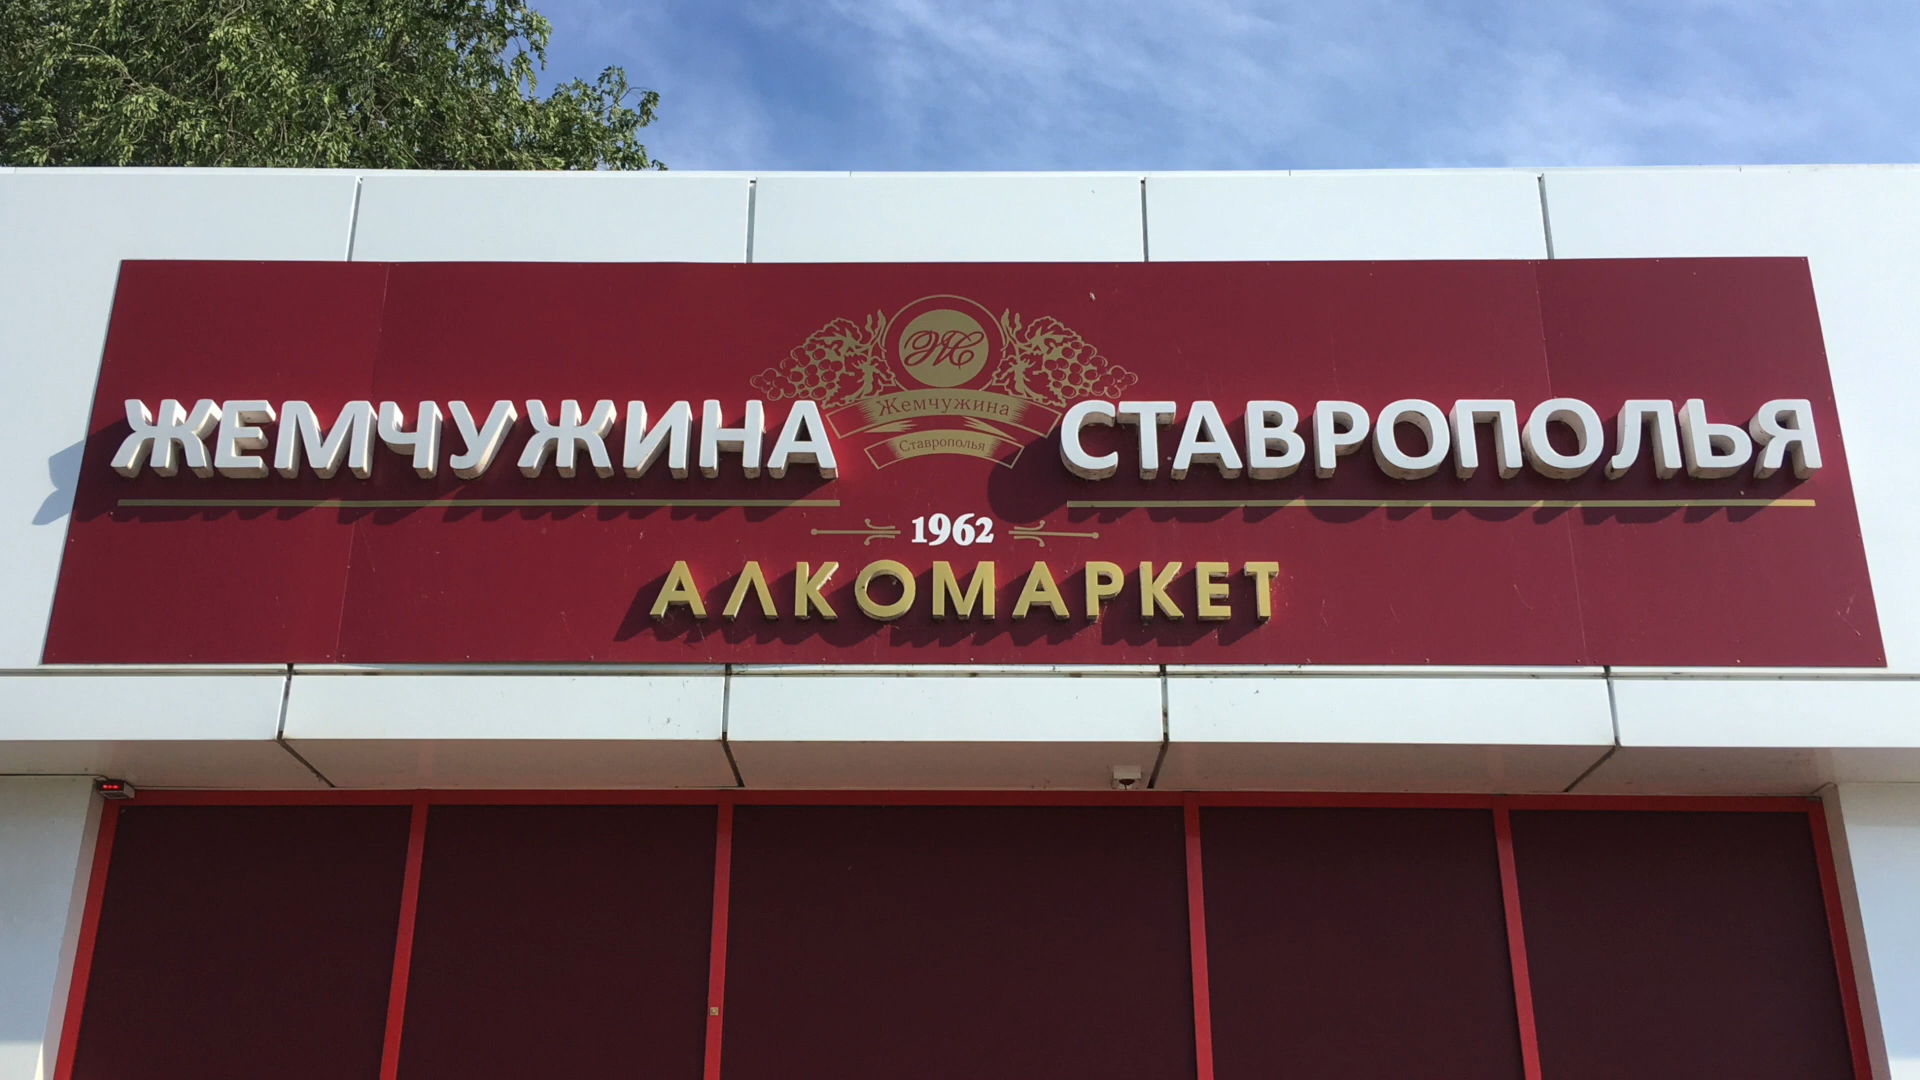 ЖС
Жемчужина
Ставрополья
ЖЕМЧУЖИНА СТАВРОПОЛЬЯ
1962
АЛКОМАРКЕТ